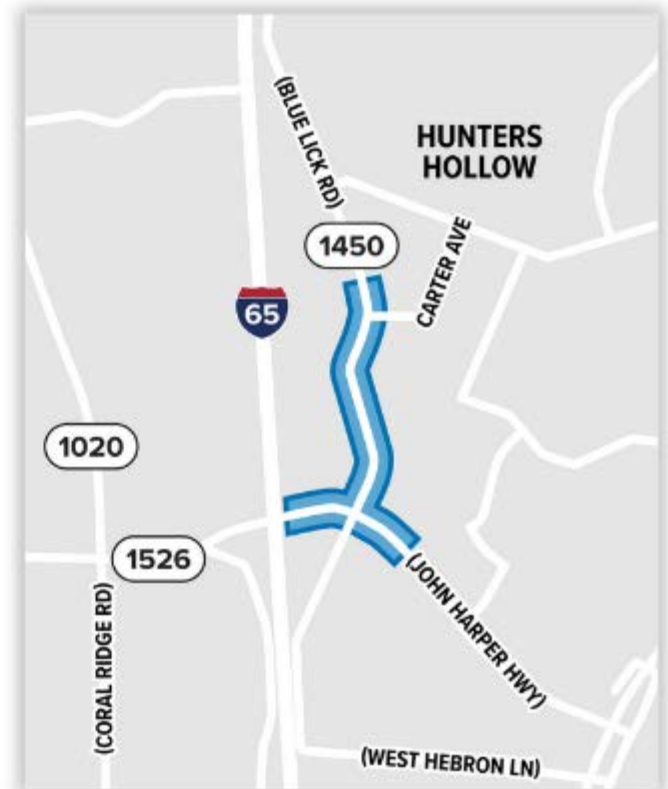 (BLUE LICK RD)
HUNTERS
HOLLOW
1450
CARTER AVE
65
1020
1526
(JOHN HARPER HWY)
(CORAL RIDGE RD)
(WEST HEBRON LN)